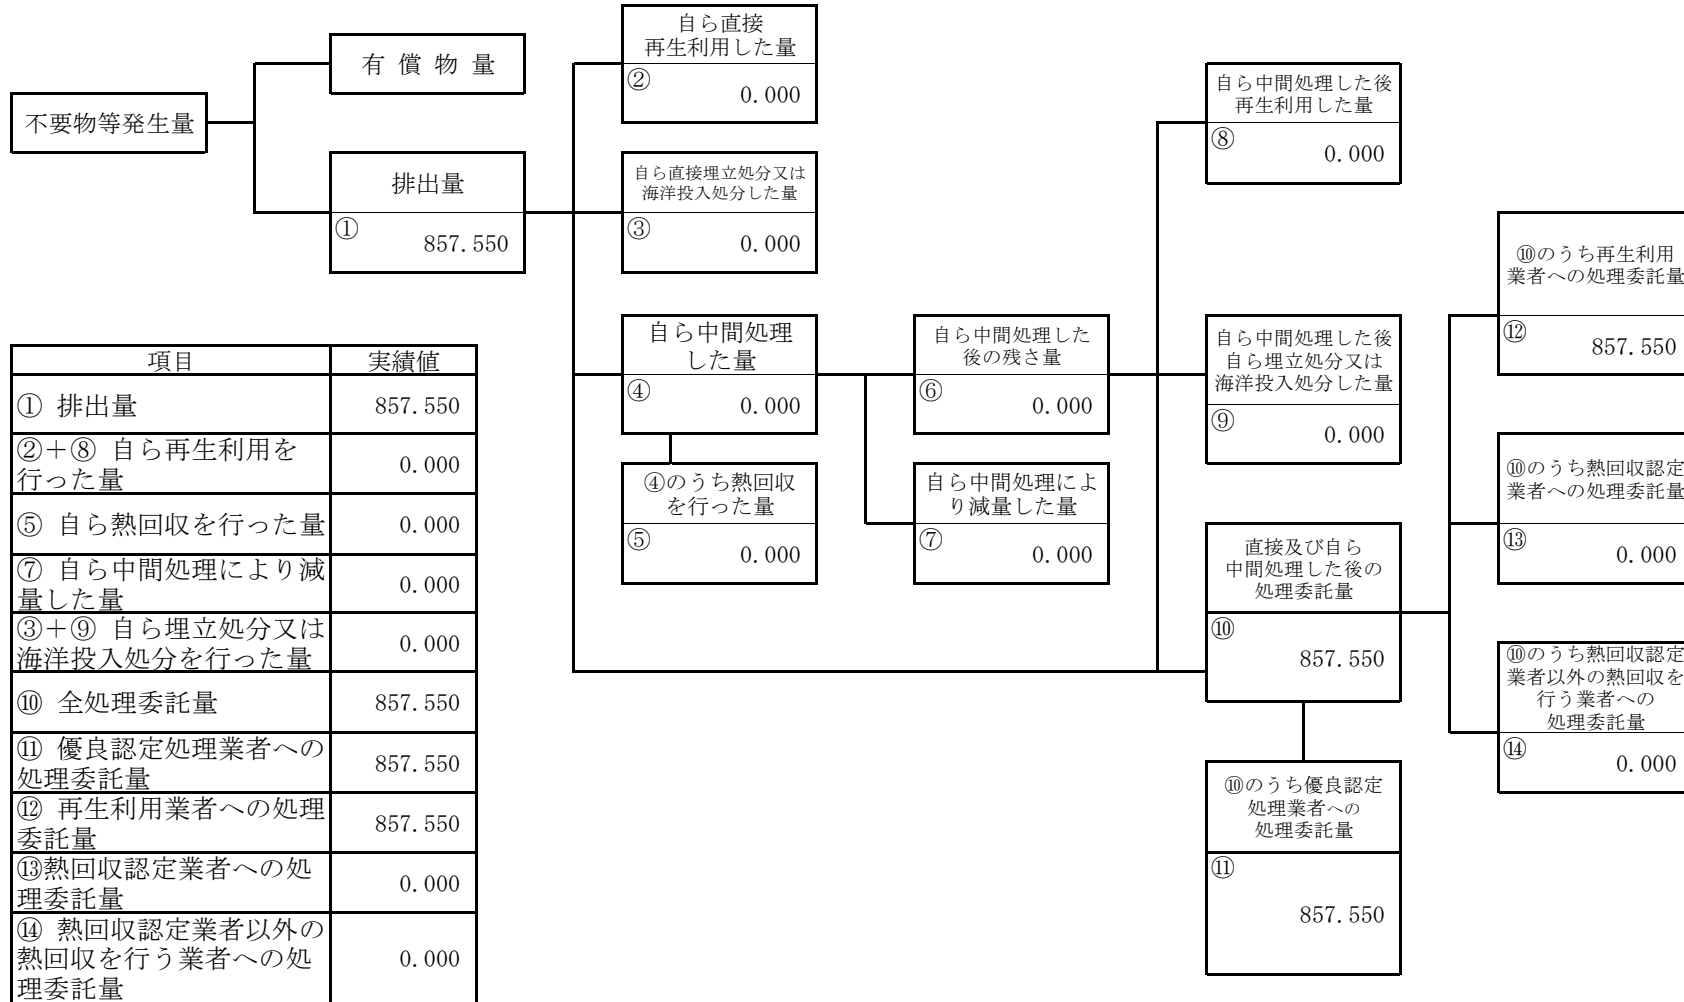 不要物等発生量
有 償 物 量
排出量
①
857.550
自ら直接
再生利用した量
②
0.000
自ら直接埋立処分又は
海洋投入処分した量
③
0.000
自ら中間処理
した量
④
0.000
④のうち熱回収
を行った量
⑤
0.000
自ら中間処理した
後の残さ量
⑥
0.000
自ら中間処理によ
り減量した量
⑦
0.000
自ら中間処理した後
再生利用した量
⑧
0.000
自ら中間処理した後
自ら埋立処分又は
海洋投入処分した量
⑨
0.000
直接及び自ら
中間処理した後の
処理委託量
⑩
857.550
⑩のうち優良認定
処理業者への
処理委託量
⑪
857.550
⑩のうち再生利用
業者への処理委託量
⑫
857.550
⑩のうち熱回収認定
業者への処理委託量
⑬
0.000
⑩のうち熱回収認定
業者以外の熱回収を
行う業者への
処理委託量
⑭
0.000
項目 実績値
① 排出量 857.550
②＋⑧ 自ら再生利用を
行った量 0.000
⑤ 自ら熱回収を行った量 0.000
⑦ 自ら中間処理により減
量した量 0.000
③＋⑨ 自ら埋立処分又は
海洋投入処分を行った量 0.000
⑩ 全処理委託量 857.550
⑪ 優良認定処理業者への
処理委託量 857.550
⑫ 再生利用業者への処理
委託量 857.550
⑬熱回収認定業者への処
理委託量 0.000
⑭ 熱回収認定業者以外の
熱回収を行う業者への処
理委託量 0.000